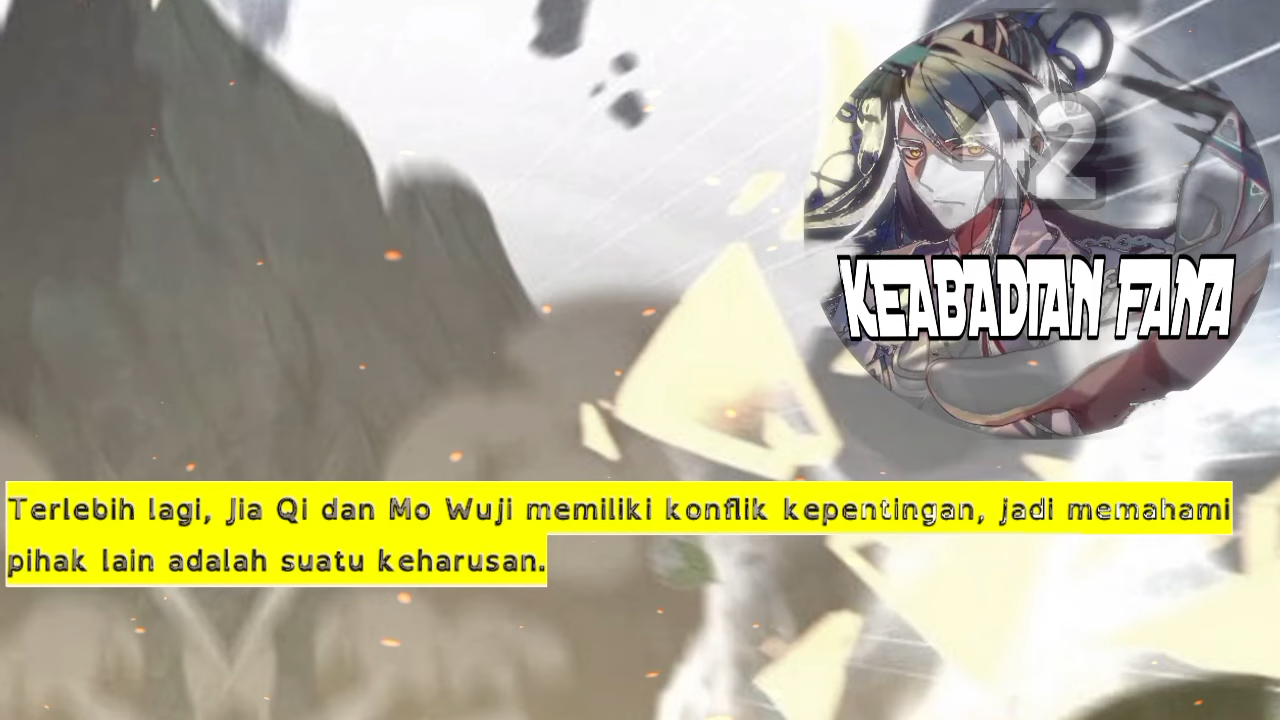 42
KEABADIAN FANA
Terlebih lagi, Jia Qi dan Mo Wuji memiliki konflik kepentingan, jadi memahami
pihak lain adalah suatu keharusan.